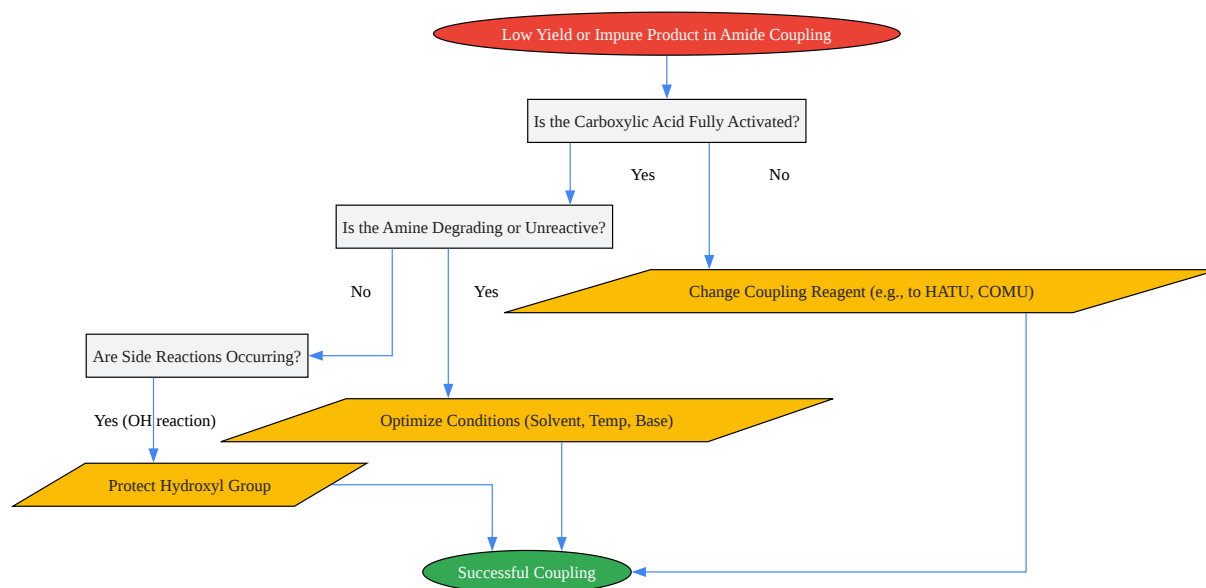 Low Yield or Impure Product in Amide Coupling
Is the Carboxylic Acid Fully Activated?
Yes
No
Is the Amine Degrading or Unreactive?
No
Yes
Change Coupling Reagent (e.g., to HATU, COMU)
Are Side Reactions Occurring?
Yes (OH reaction)
Optimize Conditions (Solvent, Temp, Base)
Protect Hydroxyl Group
Successful Coupling